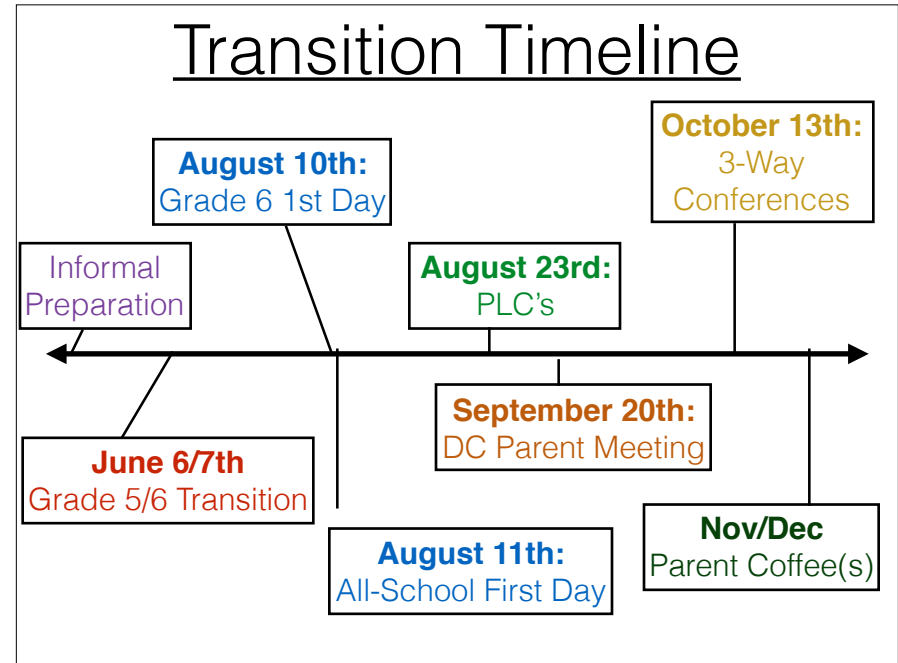 Transition Timeline
Informal
Preparation
June 6/7th
Grade 5/6 Transition
August 10th:
Grade 6 1st Day
August 11th:
All-School First Day
August 23rd:
PLC’s
September 20th:
DC Parent Meeting
October 13th:
3-Way
Conferences
Nov/Dec
Parent Coffee(s)